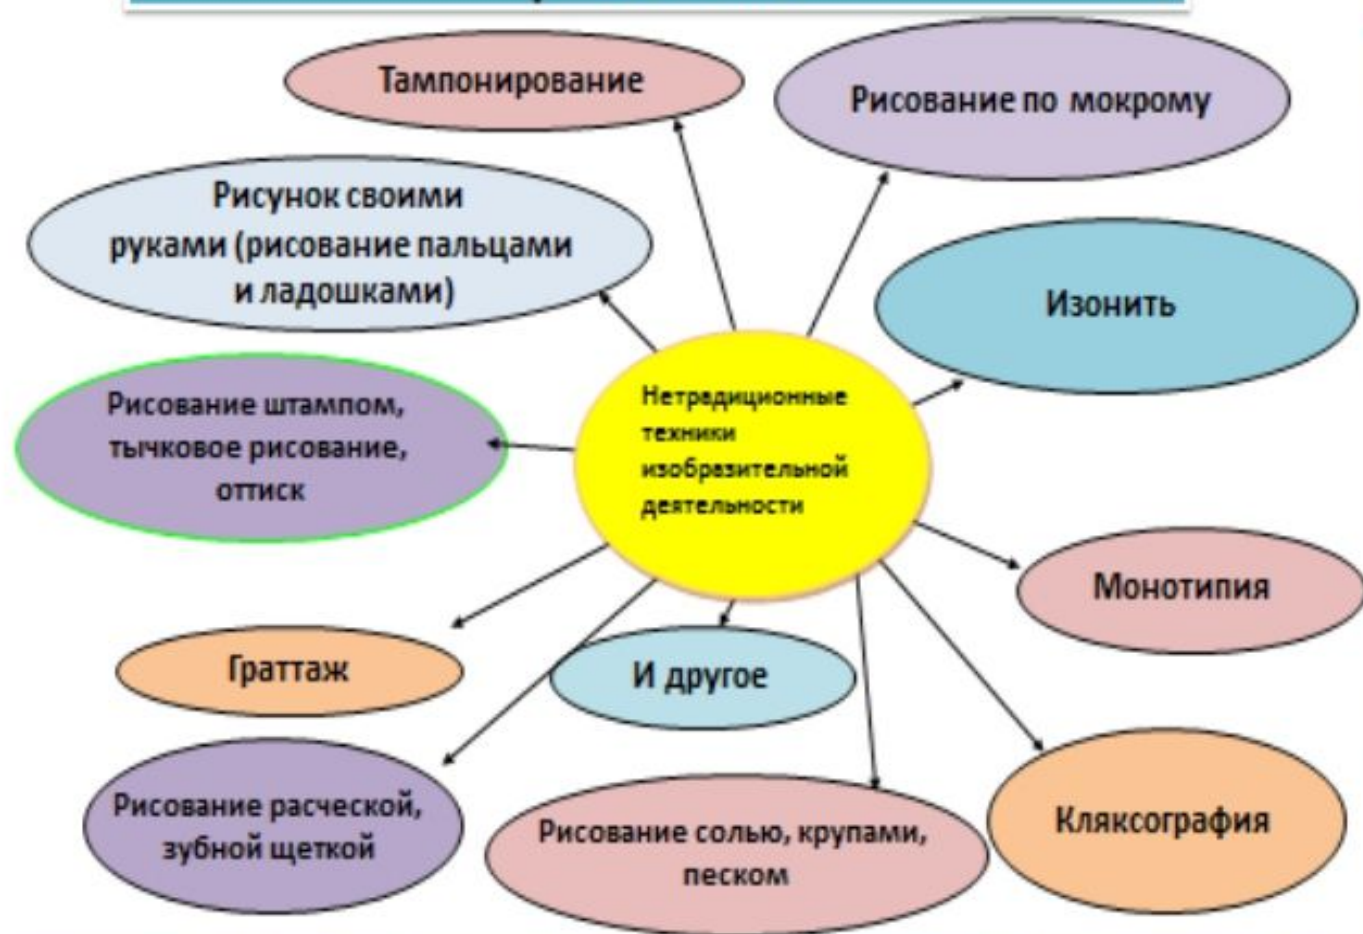 Тампонирование
Рисование по мокрому
Рисунок своими
руками (рисование пальцами
и ладошками)
Изонить
Рисование штампом,
тычковое рисование,
оттиск
Нетрадиционные
техники
изобразительной
деятельности
Монотипия
Граттаж
И другое
Рисование расческой,
зубной щеткой
Рисование солью, крупами,
песком
Кляксография